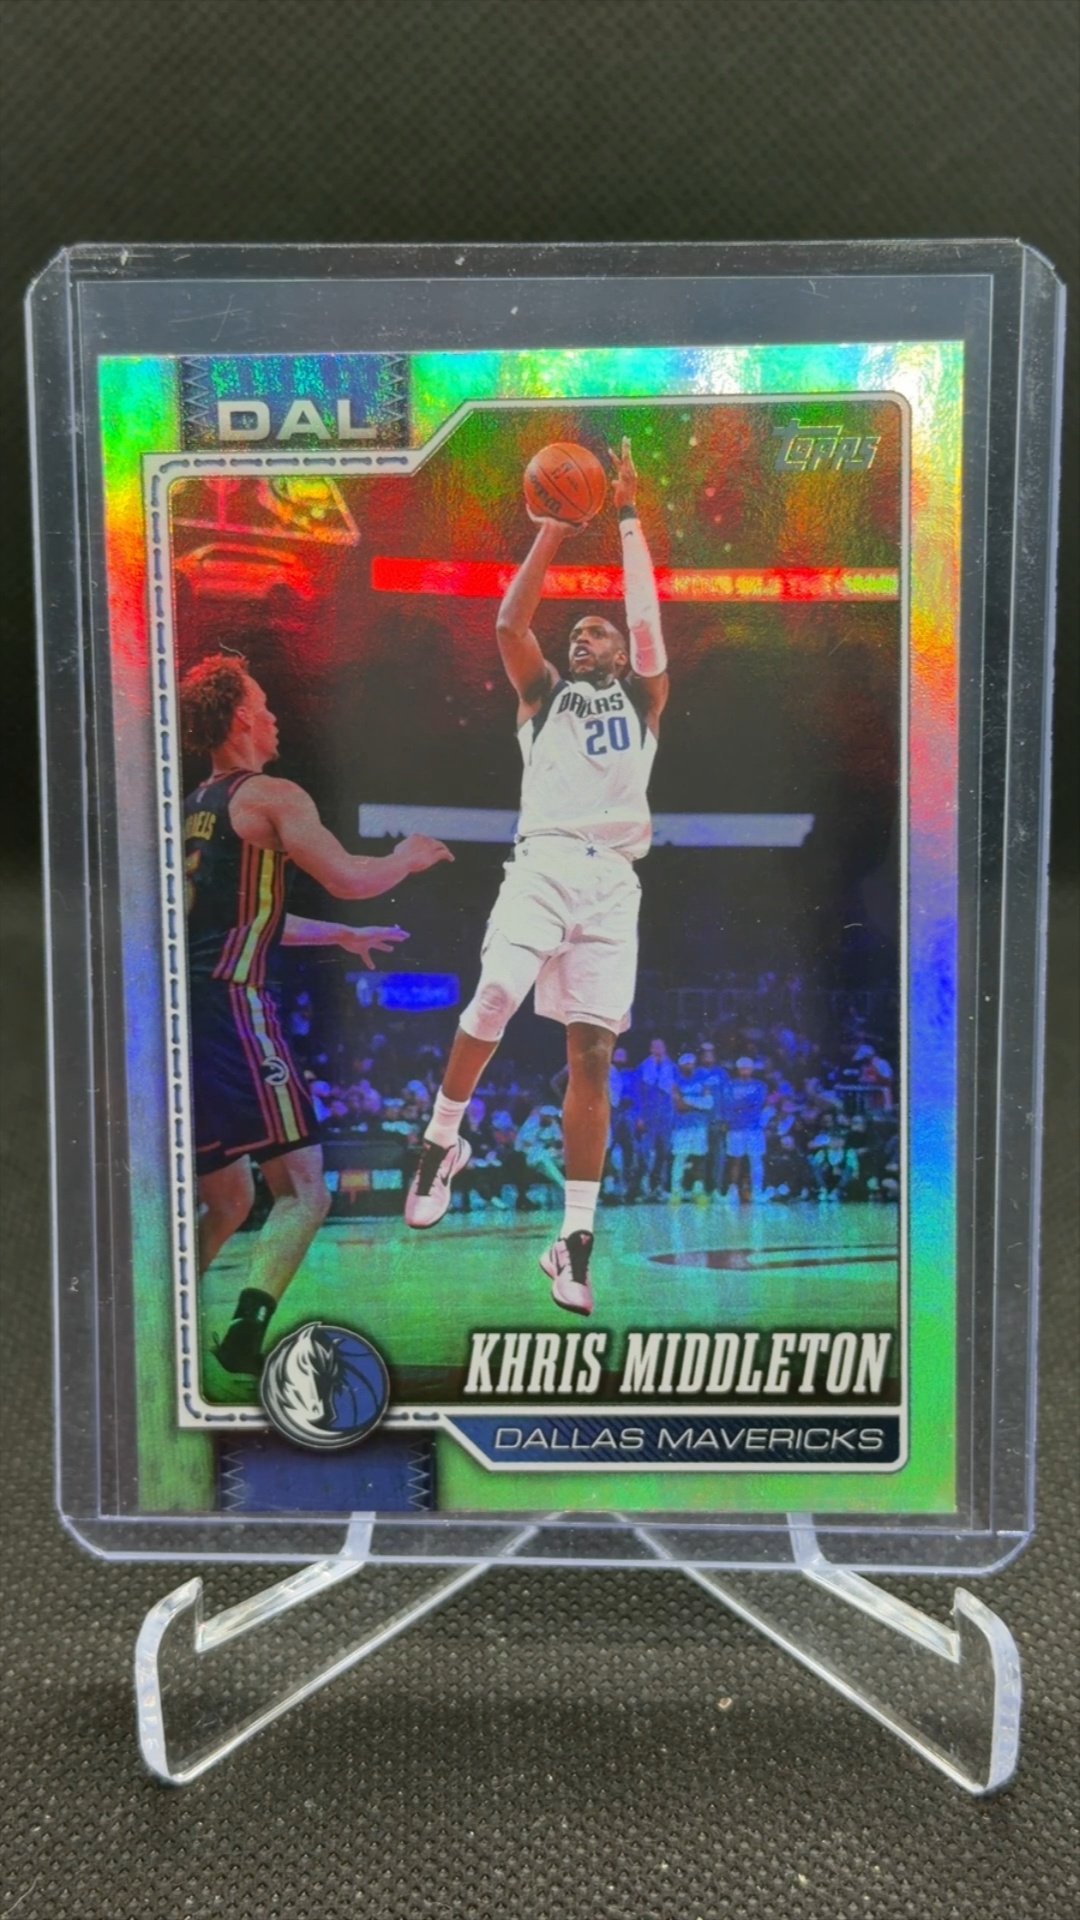 DAL
TOPPS
DALLAS
20
KHRIS MIDDLETON
DALLAS MAVERICKS